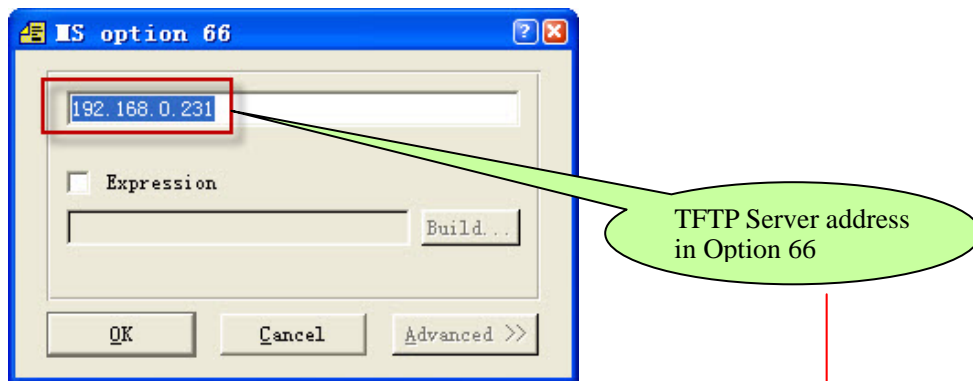 MS option 66
192.168.0.231
Expression
Build...
TFTP Server address
in Option 66
OK
Cancel
Advanced >>